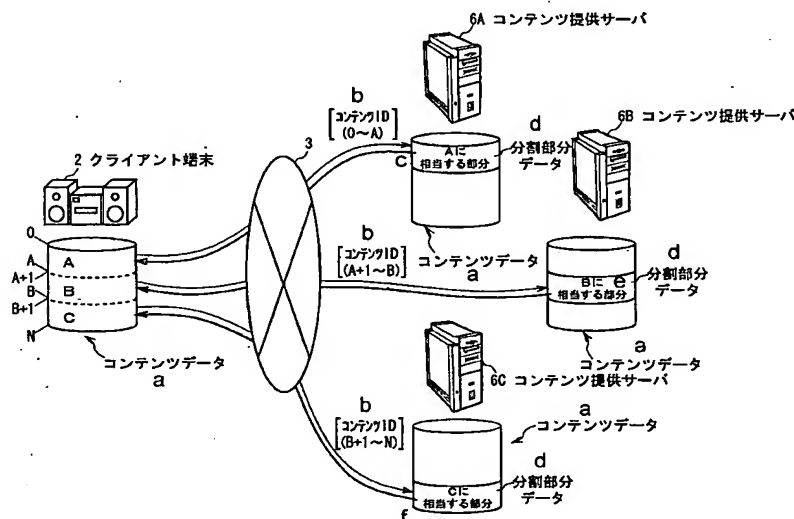 6A コンテンツ提供サーバ
b
[コンテンツID
(0〜A)]
6B コンテンツ提供サーバ
2 クライアント端末
3
Aに
相当する部分
c
d
分割部分
データ
コンテンツデータ
a
0
A
A+1
B
B+1
N
A
B
C
コンテンツデータ
a
b
[コンテンツID
(A+1〜B)]
Bに
相当する部分
e
d
分割部分
データ
a
コンテンツデータ
6C コンテンツ提供サーバ
b
[コンテンツID
(B+1〜N)]
a
コンテンツデータ
Cに
相当する部分
d
分割部分
データ
f